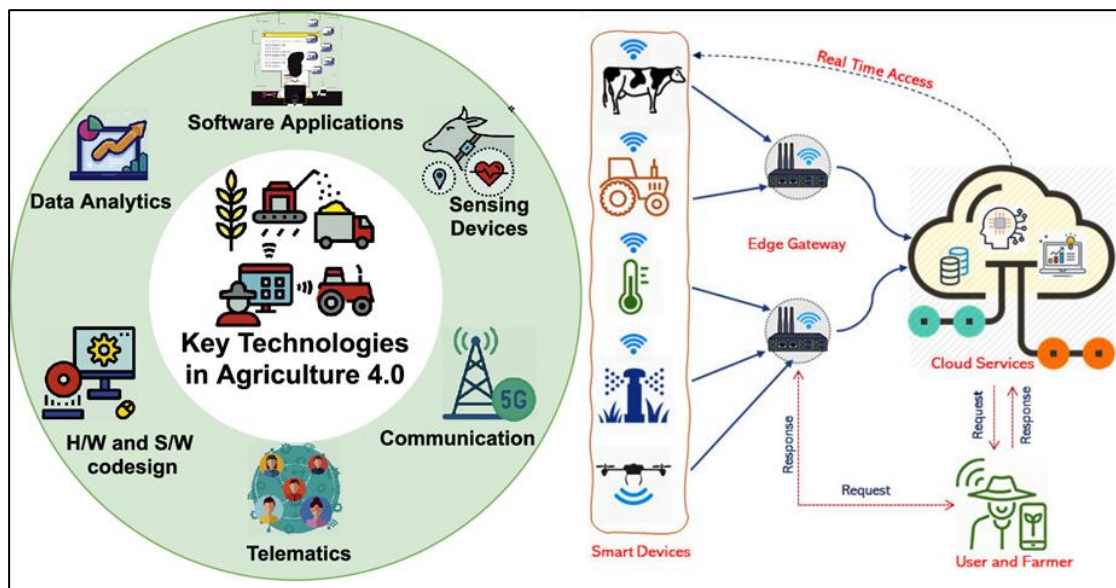 Software Applications
Data Analytics
Sensing
Devices
Key Technologies
in Agriculture 4.0
H/W and S/W
codesign
5G
Communication
Telematics
Real Time Access
Edge Gateway
Cloud Services
Response
Request
Request
Response
Smart Devices
User and Farmer